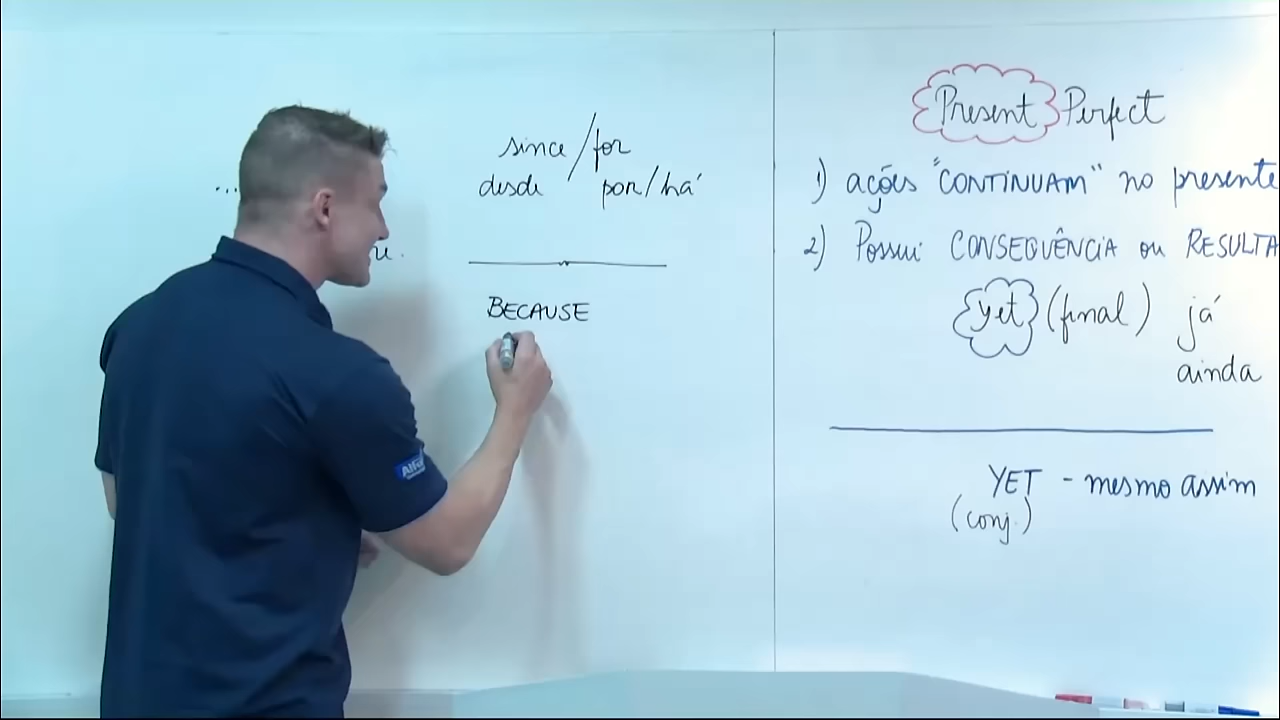 since / for
desde por/há
BECAUSE
Present Perfect
1) ações "CONTINUAM" no presente
2) Possui CONSEQUÊNCIA ou RESULTA
yet (final) já
ainda
YET - mesmo assim
(conj.)